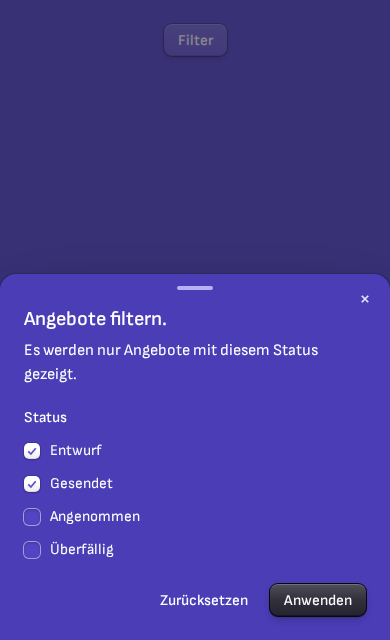 Filter
Angebote filtern.
Es werden nur Angebote mit diesem Status
gezeigt.
Status
Entwurf
Gesendet
Angenommen
Überfällig
Zurücksetzen
Anwenden